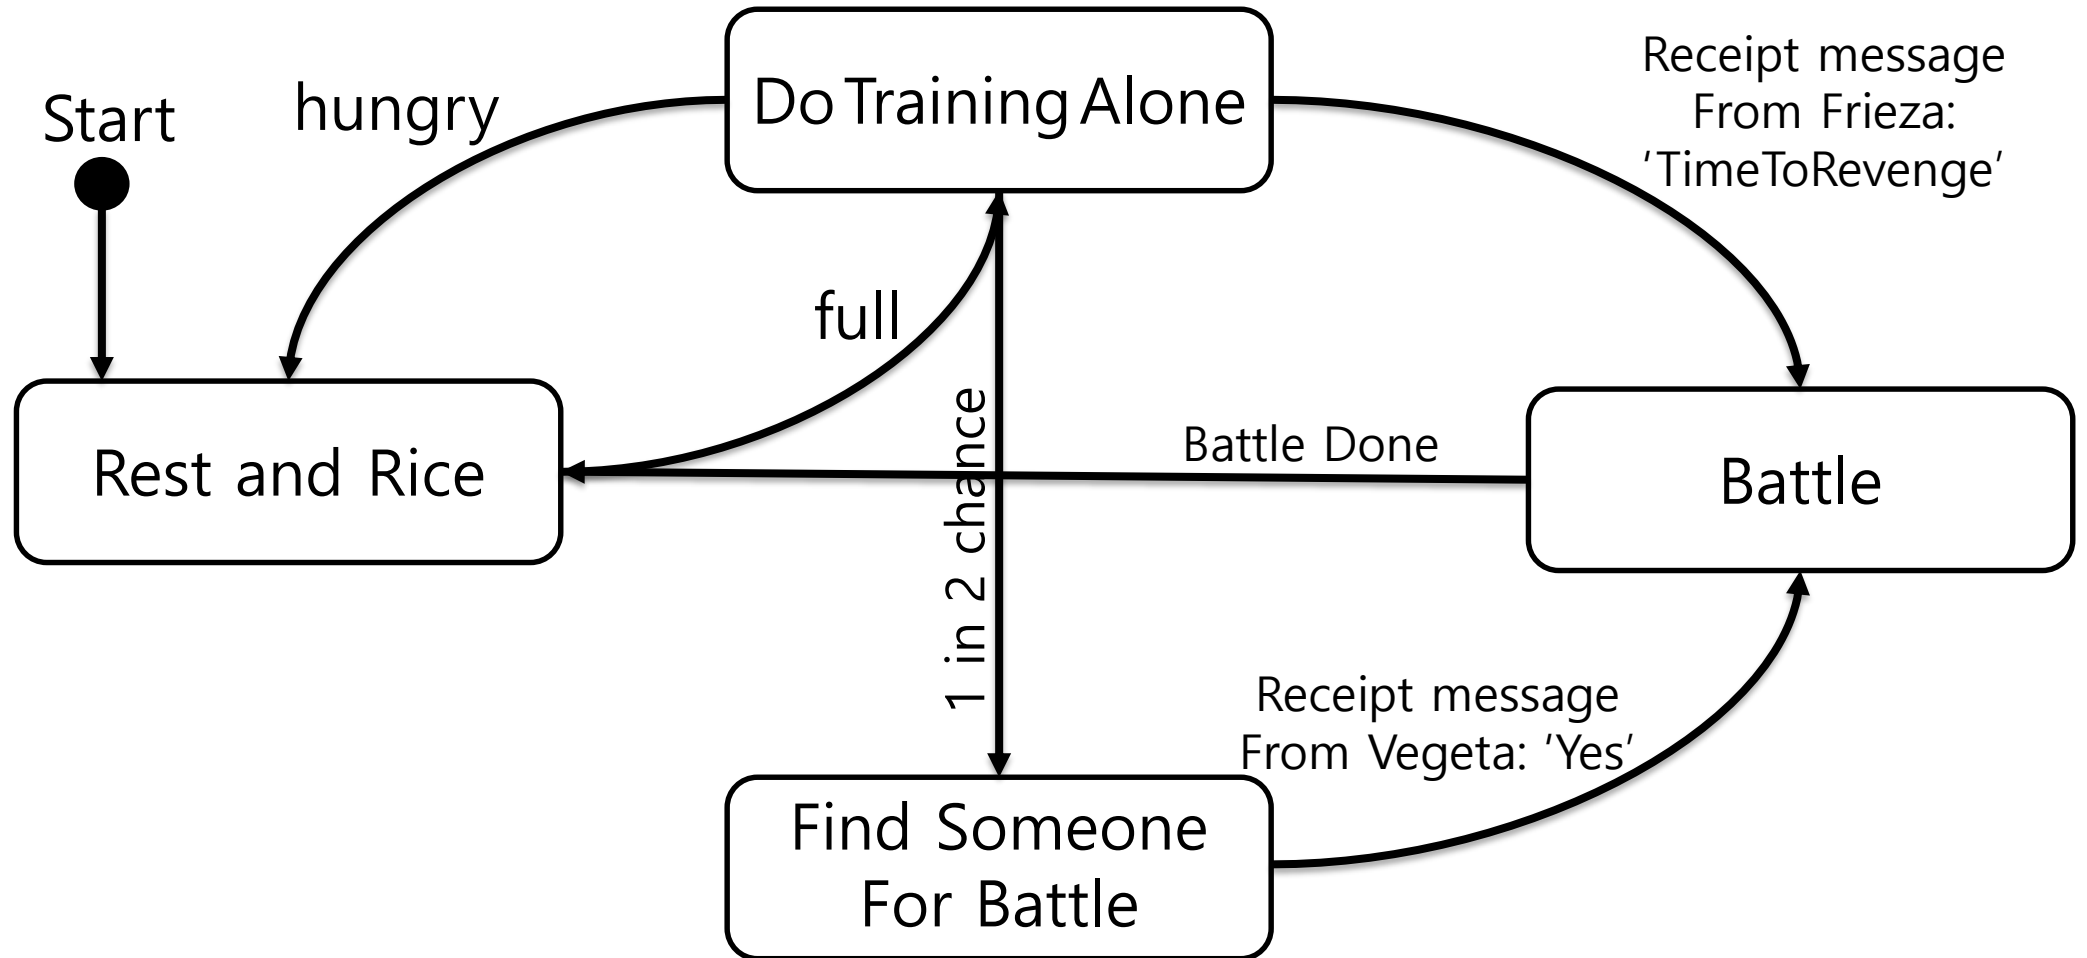 Start
hungry
Do Training Alone
Receipt message
From Frieza:
'TimeToRevenge'
full
Rest and Rice
1 in 2 chance
Battle Done
Battle
Receipt message
From Vegeta: 'Yes'
Find Someone
For Battle